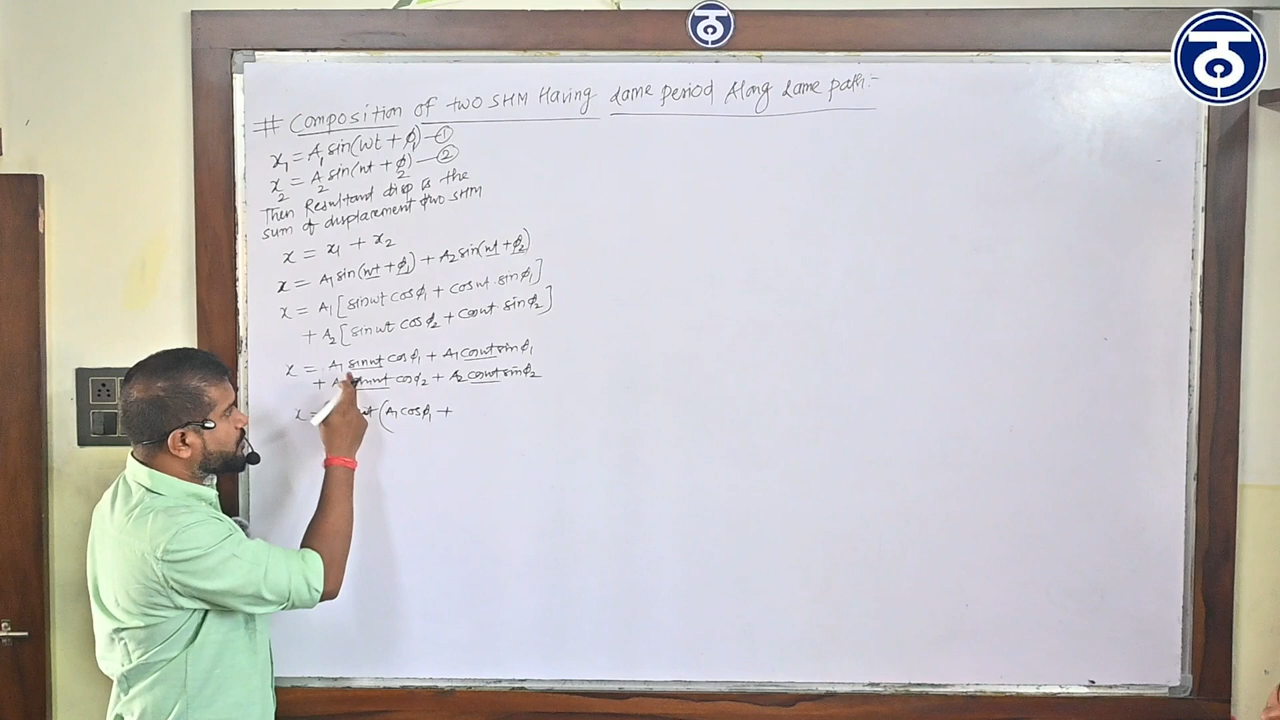 # Composition of two SHM Having same period Along same path:-
x₁ = A₁ sin(wt + ϕ₁) — ①
x₂ = A₂ sin(wt + ϕ₂) — ②
Then Resultant disp is the
sum of displacement two SHM
x = x₁ + x₂
x = A₁ sin(wt + ϕ₁) + A₂ sin(wt + ϕ₂)
x = A₁[sinwt cosϕ₁ + coswt. sinϕ₁]
+ A₂[sinwt cosϕ₂ + coswt. sinϕ₂]
x = A₁ sinwt cosϕ₁ + A₁ coswt sinϕ₁
+ sinwt cosϕ₂ + A₂ coswt sinϕ₂
x = (A₁ cosϕ₁ +